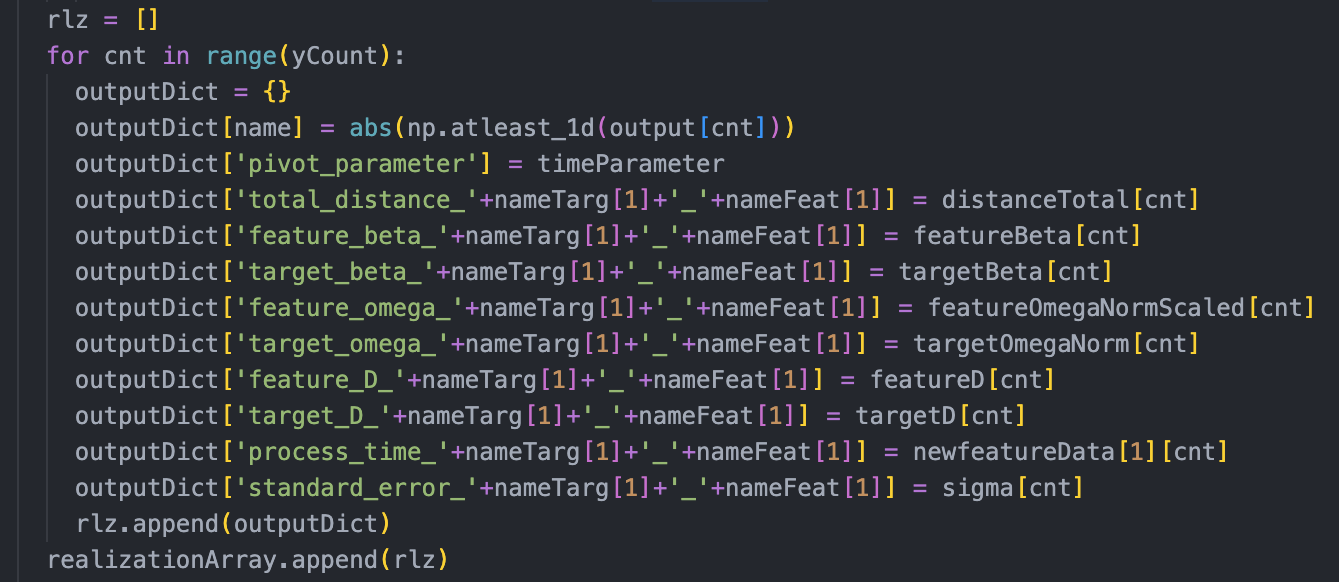 rlz = []
for cnt in range(yCount):
  outputDict = {}
  outputDict[name] = abs(np.atleast_1d(output[cnt]))
  outputDict['pivot_parameter'] = timeParameter
  outputDict['total_distance_'+nameTarg[1]+'_'+nameFeat[1]] = distanceTotal[cnt]
  outputDict['feature_beta_'+nameTarg[1]+'_'+nameFeat[1]] = featureBeta[cnt]
  outputDict['target_beta_'+nameTarg[1]+'_'+nameFeat[1]] = targetBeta[cnt]
  outputDict['feature_omega_'+nameTarg[1]+'_'+nameFeat[1]] = featureOmegaNormScaled[cnt]
  outputDict['target_omega_'+nameTarg[1]+'_'+nameFeat[1]] = targetOmegaNorm[cnt]
  outputDict['feature_D_'+nameTarg[1]+'_'+nameFeat[1]] = featureD[cnt]
  outputDict['target_D_'+nameTarg[1]+'_'+nameFeat[1]] = targetD[cnt]
  outputDict['process_time_'+nameTarg[1]+'_'+nameFeat[1]] = newfeatureData[1][cnt]
  outputDict['standard_error_'+nameTarg[1]+'_'+nameFeat[1]] = sigma[cnt]
  rlz.append(outputDict)
realizationArray.append(rlz)